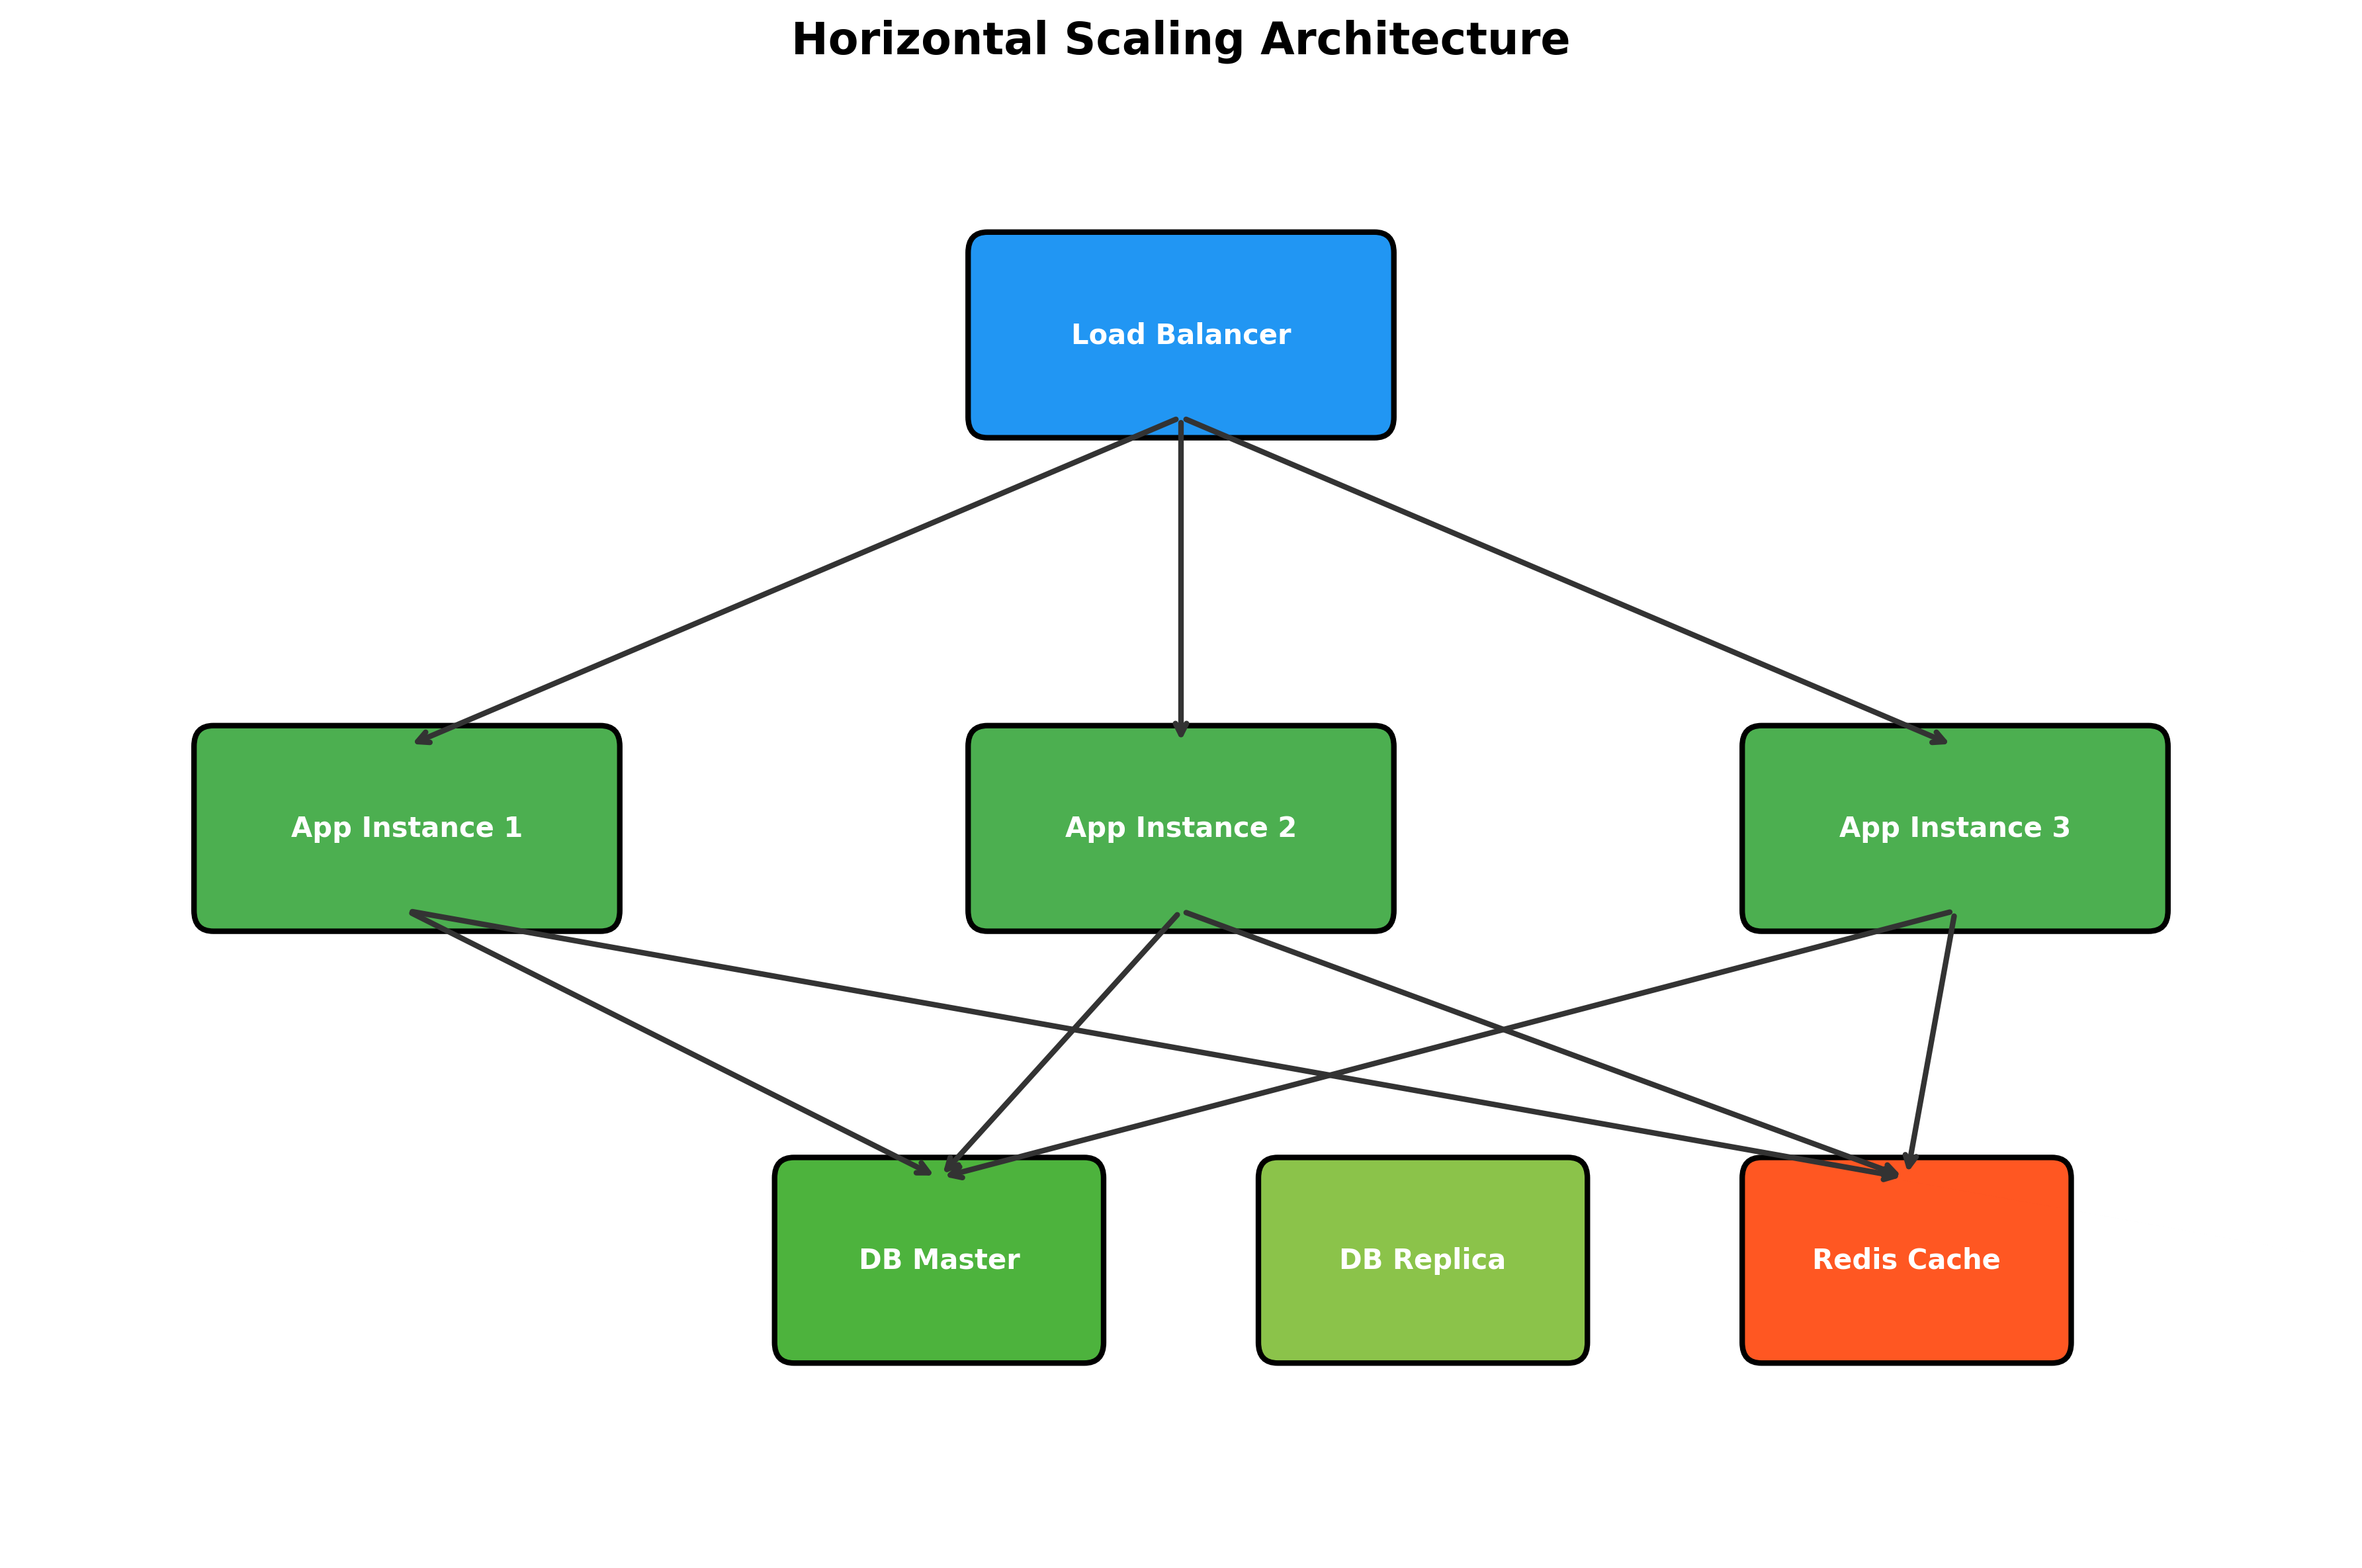 Horizontal Scaling Architecture
Load Balancer
App Instance 1
App Instance 2
App Instance 3
DB Master
DB Replica
Redis Cache